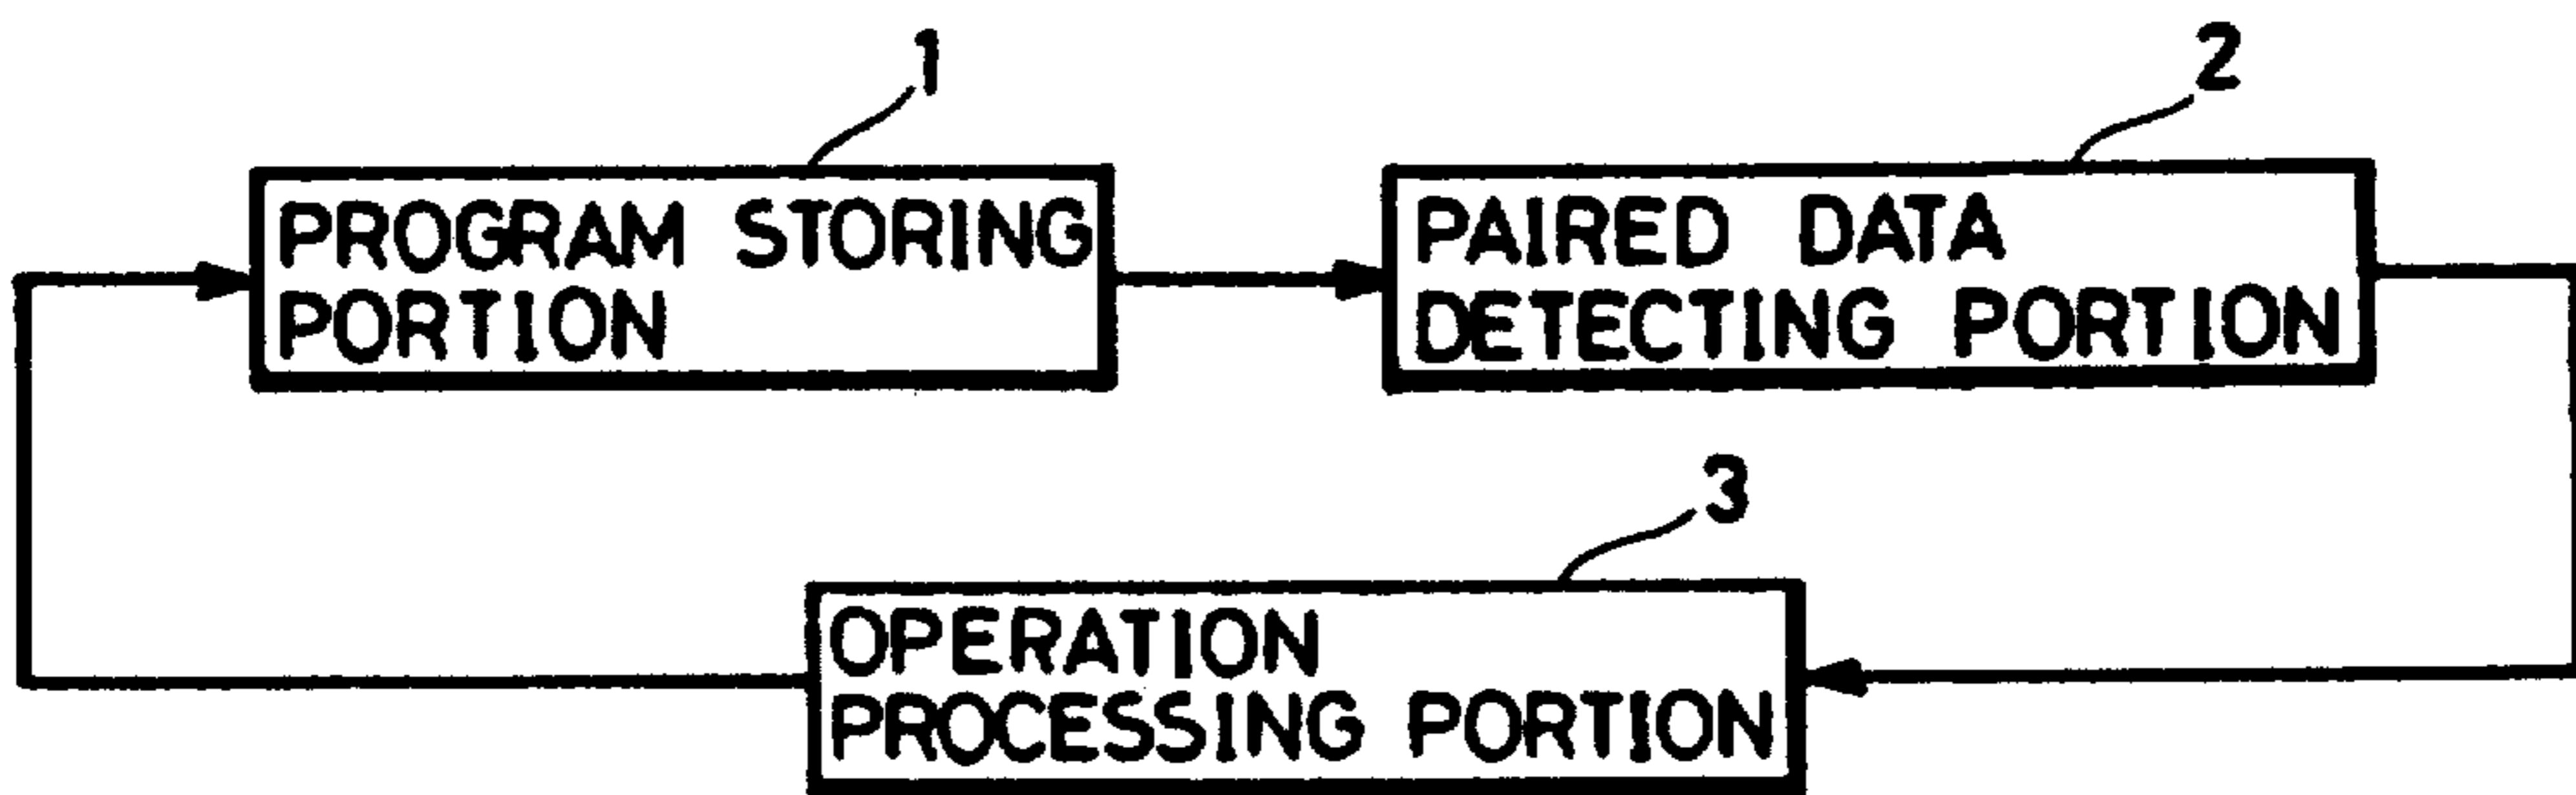 1
2
PROGRAM STORING
PORTION
PAIRED DATA
DETECTING PORTION
3
OPERATION
PROCESSING PORTION